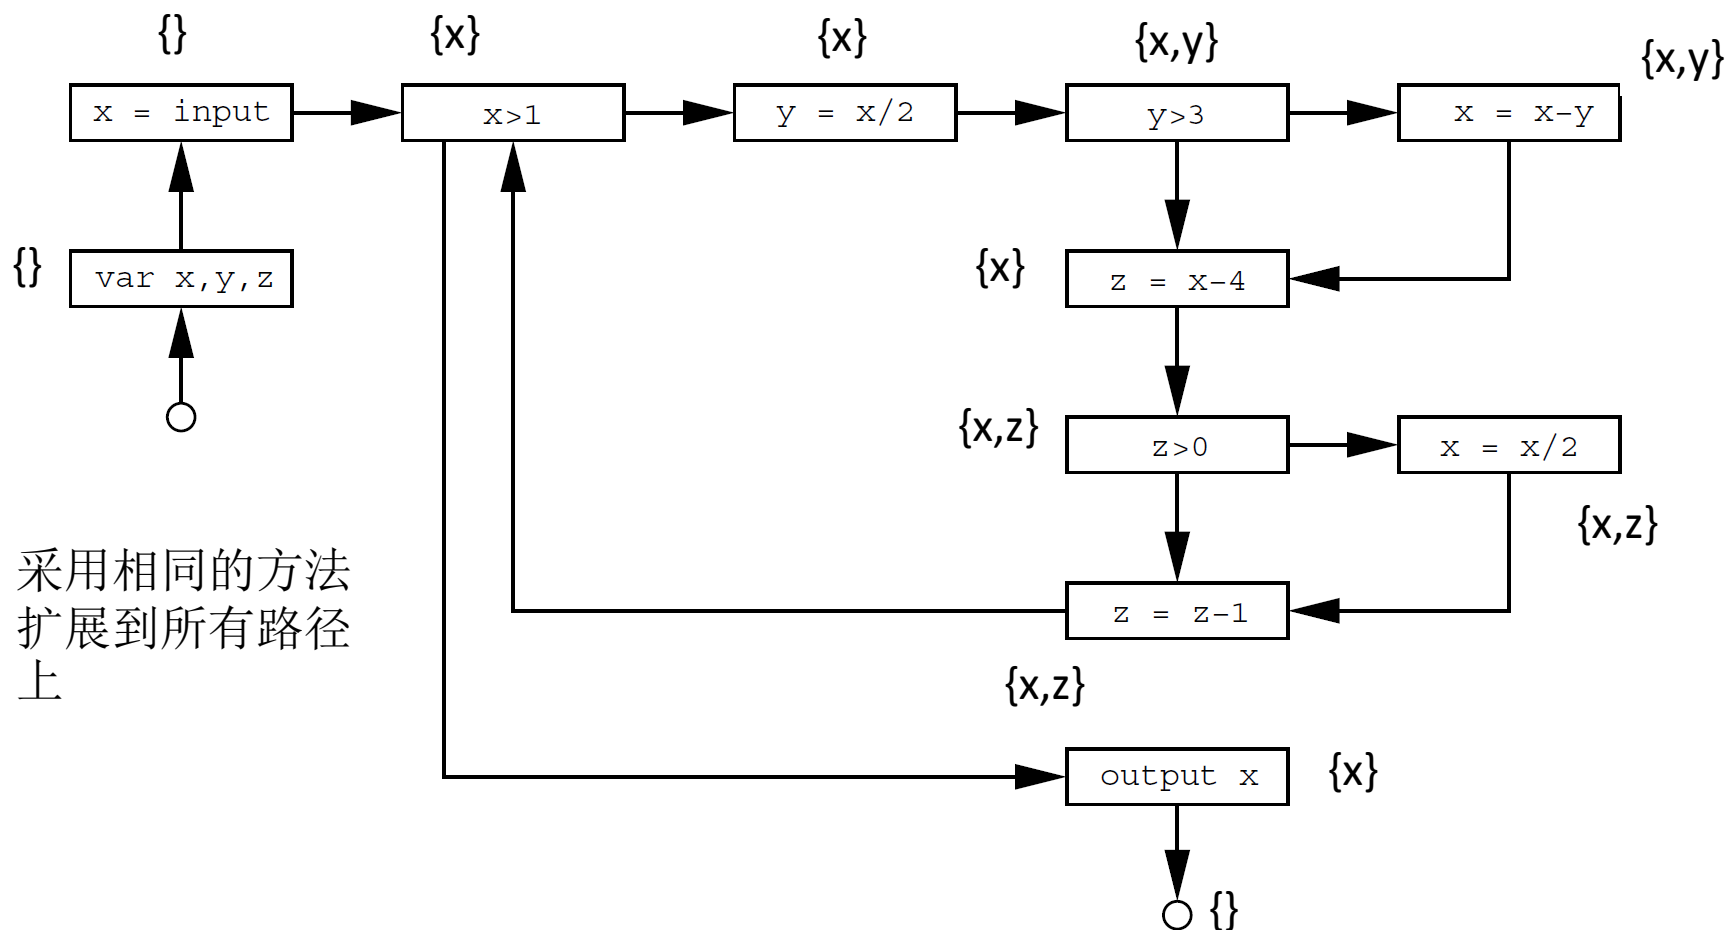 {}
{x}
{x}
{x,y}
{x,y}
x = input
x>1
y = x/2
y>3
x = x-y
{}
var x,y,z
{x}
z = x-4
{x,z}
z>0
x = x/2
{x,z}
采用相同的方法
扩展到所有路径
上
z = z-1
{x,z}
output x
{x}
{}